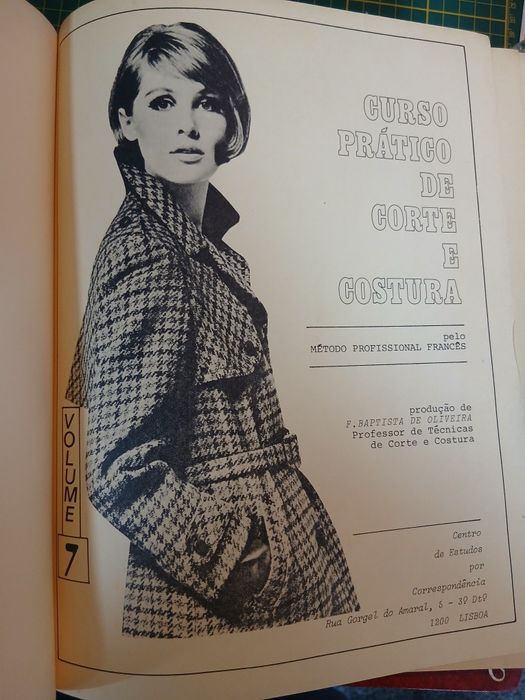 CURSO
PRÁTICO
DE
CORTE
E
COSTURA
pelo
MÉTODO PROFISSIONAL FRANCÊS
produção de
F. BAPTISTA DE OLIVEIRA
Professor de Técnicas
de Corte e Costura
VOLUME
7
Centro
de Estudos
por
Correspondência
Rua Gorgel do Amaral, 5 - 3º Dtº
1200 LISBOA